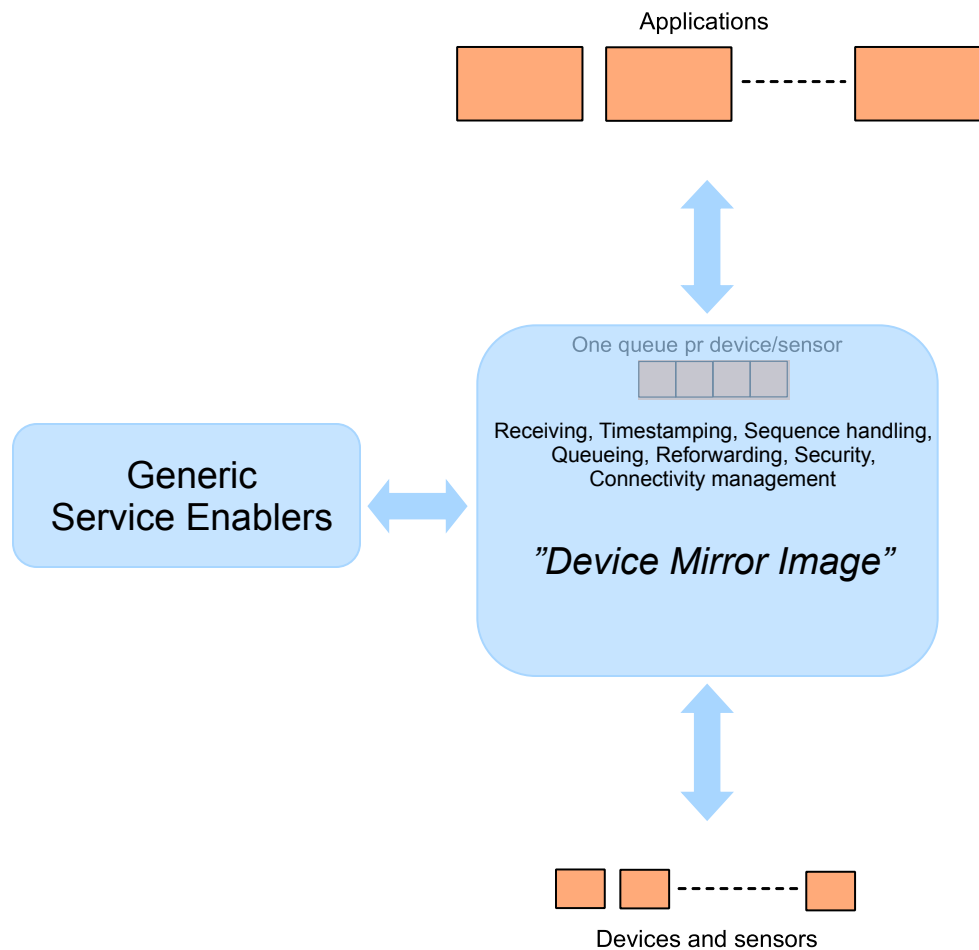 Applications
One queue pr device/sensor
Receiving, Timestamping, Sequence handling,
Queueing, Reforwarding, Security,
Connectivity management
Generic
Service Enablers
”Device Mirror Image”
Devices and sensors